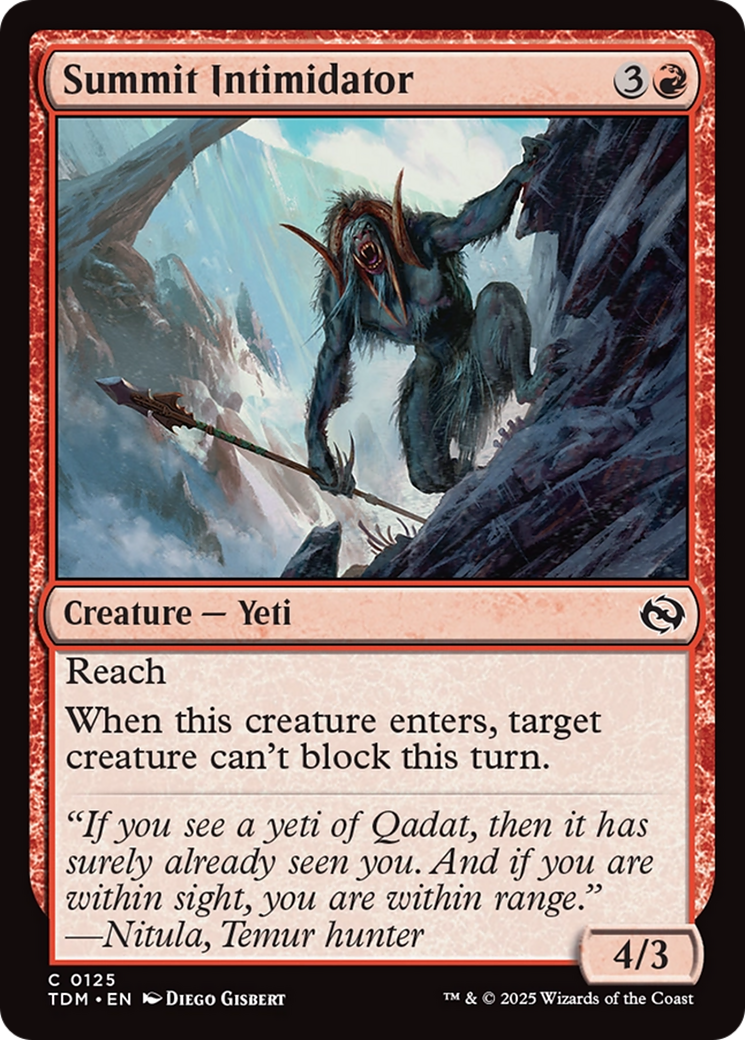 Summit Intimidator 3
Creature — Yeti
Reach
When this creature enters, target
creature can't block this turn.
“If you see a yeti of Qadat, then it has
surely already seen you. And if you are
within sight, you are within range.”
—Nitula, Temur hunter
4/3
C 0125
TDM • EN Diego Gisbert
™ & © 2025 Wizards of the Coast